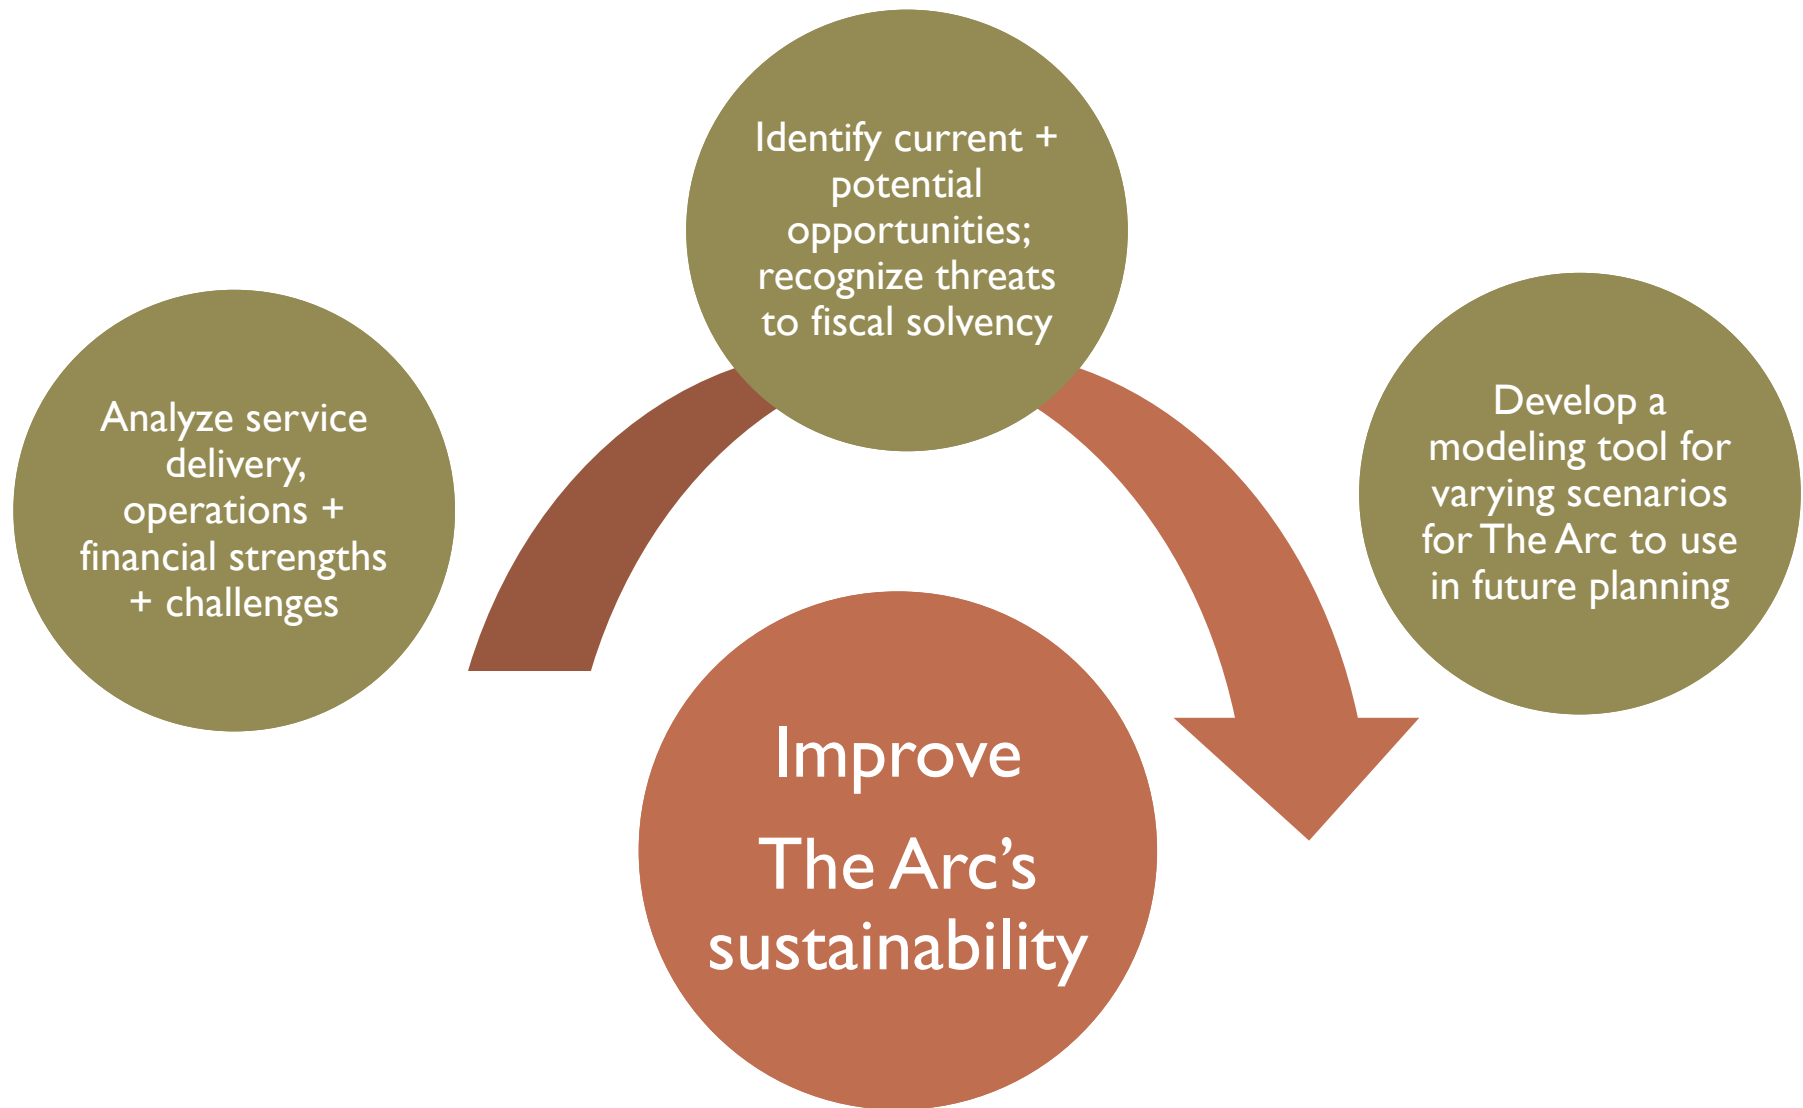 Identify current +
potential
opportunities;
recognize threats
to fiscal solvency
Analyze service
delivery,
operations +
financial strengths
+ challenges
Develop a
modeling tool for
varying scenarios
for The Arc to use
in future planning
Improve
The Arc’s
sustainability